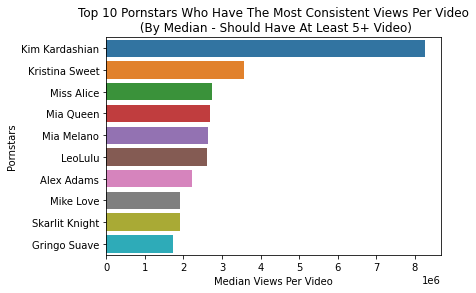 Top 10 Pornstars Who Have The Most Consistent Views Per Video
(By Median - Should Have At Least 5+ Video)
Pornstars
Kim Kardashian
Kristina Sweet
Miss Alice
Mia Queen
Mia Melano
LeoLulu
Alex Adams
Mike Love
Skarlit Knight
Gringo Suave
0 1 2 3 4 5 6 7 8
1e6
Median Views Per Video